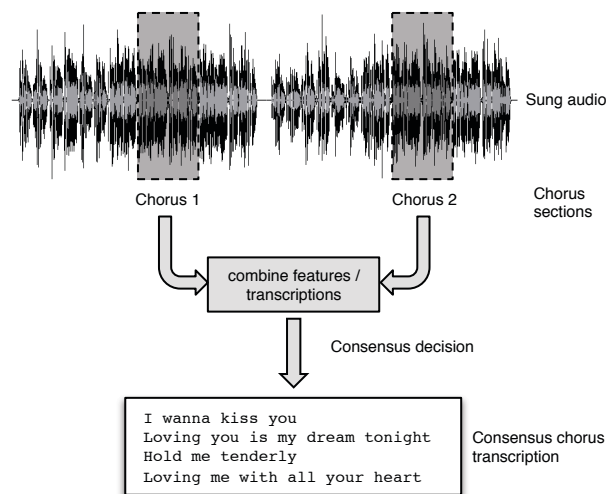 Sung audio
Chorus 1
Chorus 2
Chorus
sections
combine features /
transcriptions
Consensus decision
I wanna kiss you
Loving you is my dream tonight
Hold me tenderly
Loving me with all your heart
Consensus chorus
transcription